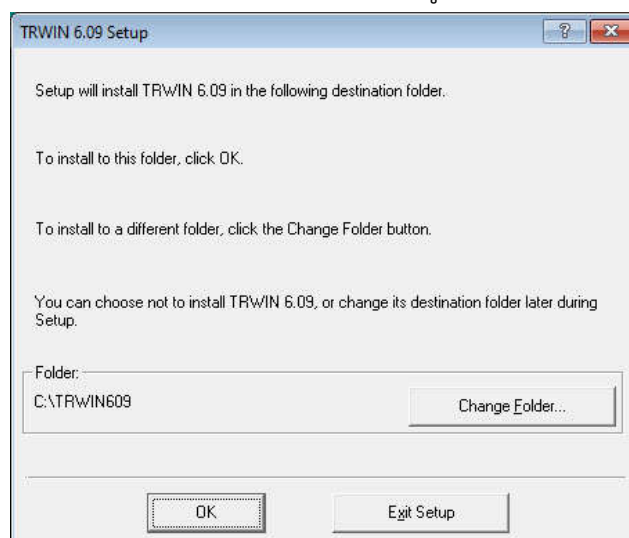 TRWIN 6.09 Setup
Setup will install TRWIN 6.09 in the following destination folder.
To install to this folder, click OK.
To install to a different folder, click the Change Folder button.
You can choose not to install TRWIN 6.09, or change its destination folder later during
Setup.
Folder:
C:\TRWIN609
Change Folder...
OK
Exit Setup